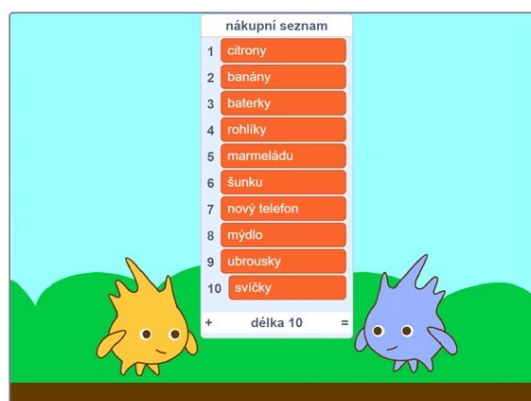 nákupní seznam
1 citrony
2 banány
3 baterky
4 rohlíky
5 marmeládu
6 šunku
7 nový telefon
8 mýdlo
9 ubrousky
10 svíčky
+ délka 10 =